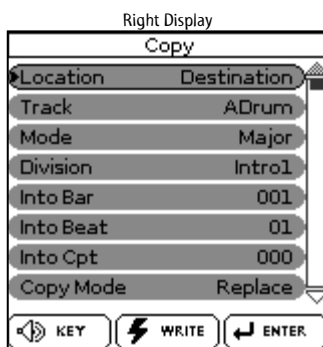 Right Display
Copy
Location Destination
Track ADrum
Mode Major
Division Intro1
Into Bar 001
Into Beat 01
Into Cpt 000
Copy Mode Replace
KEY WRITE ENTER